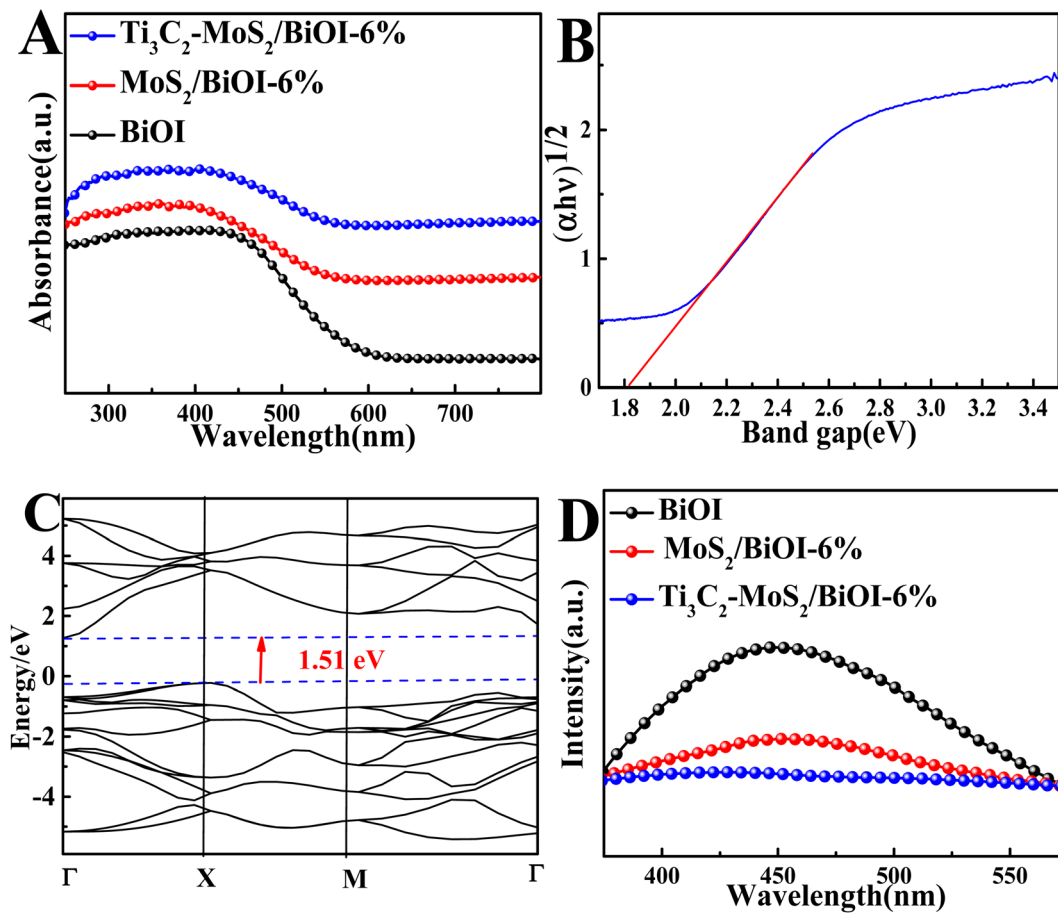 A
Ti₃C₂-MoS₂/BiOI-6%
MoS₂/BiOI-6%
BiOI
Absorbance(a.u.)
300 400 500 600 700
Wavelength(nm)
B
(αhν)^1/2
2
1
0
1.8 2.0 2.2 2.4 2.6 2.8 3.0 3.2 3.4
Band gap(eV)
C
Energy/eV
4
2
0
-2
-4
1.51 eV
Γ X M Γ
D
BiOI
MoS₂/BiOI-6%
Ti₃C₂-MoS₂/BiOI-6%
Intensity(a.u.)
400 450 500 550
Wavelength(nm)